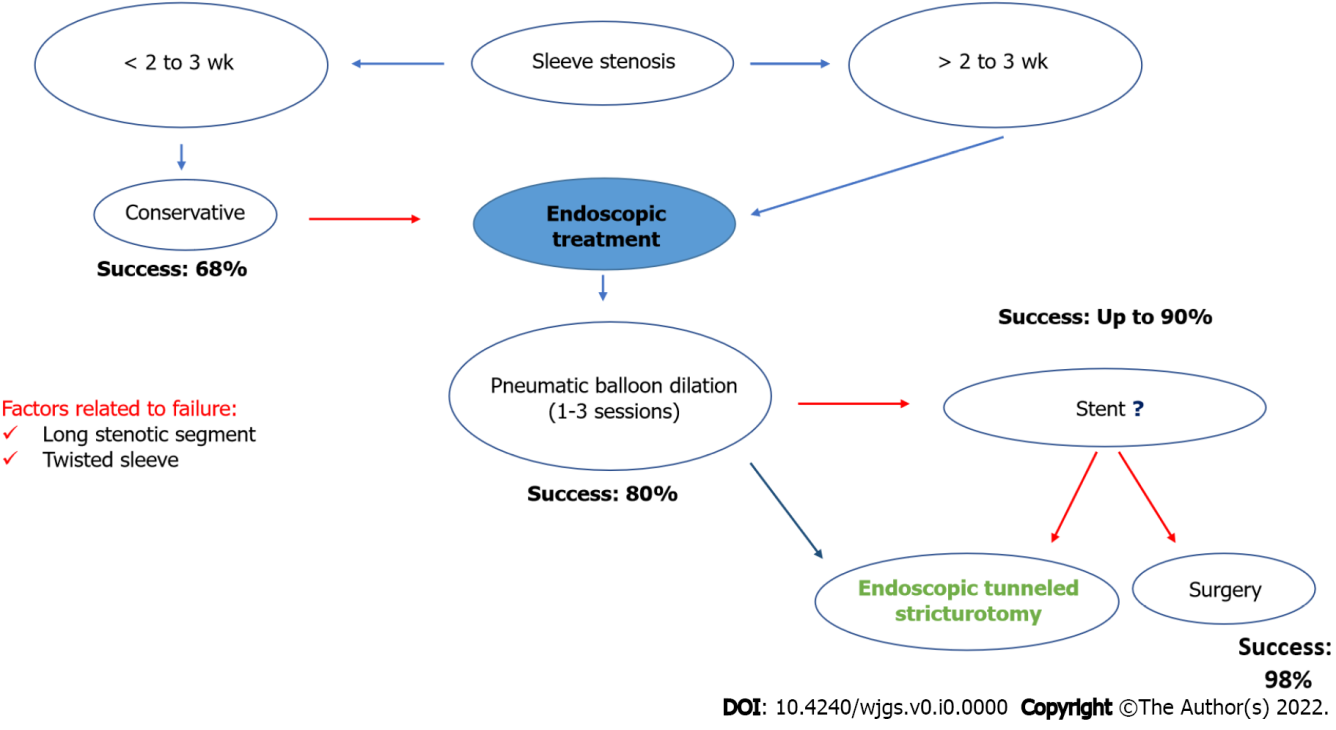 < 2 to 3 wk
Sleeve stenosis
> 2 to 3 wk
Conservative
Success: 68%
Endoscopic
treatment
Success: Up to 90%
Pneumatic balloon dilation
(1-3 sessions)
Stent ?
Factors related to failure:
✓ Long stenotic segment
✓ Twisted sleeve
Success: 80%
Endoscopic tunneled
stricturotomy
Surgery
Success:
98%
DOI: 10.4240/wjgs.v0.i0.0000 Copyright ©The Author(s) 2022.